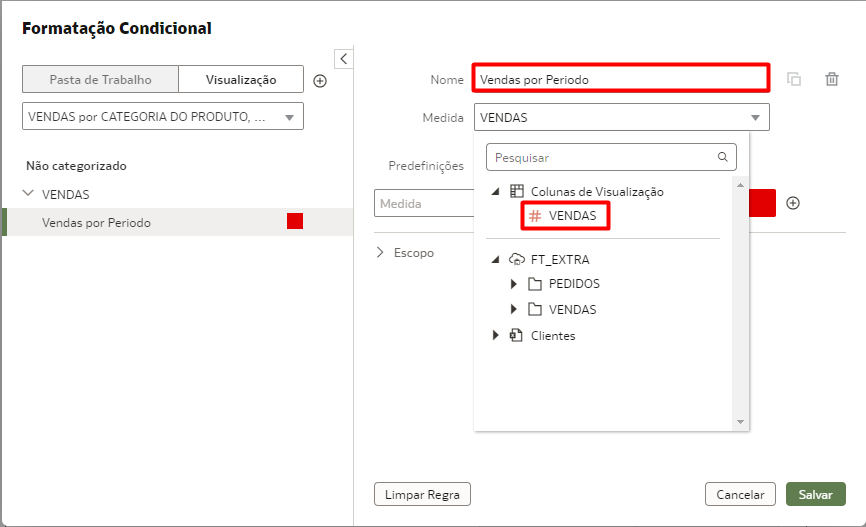 Formatação Condicional
Pasta de Trabalho
Visualização
VENDAS por CATEGORIA DO PRODUTO, ...
Não categorizado
VENDAS
Vendas por Periodo
Nome
Vendas por Periodo
Medida
VENDAS
Pesquisar
Predefinições
Colunas de Visualização
Medida
# VENDAS
Escopo
FT_EXTRA
PEDIDOS
VENDAS
Clientes
Limpar Regra
Cancelar
Salvar